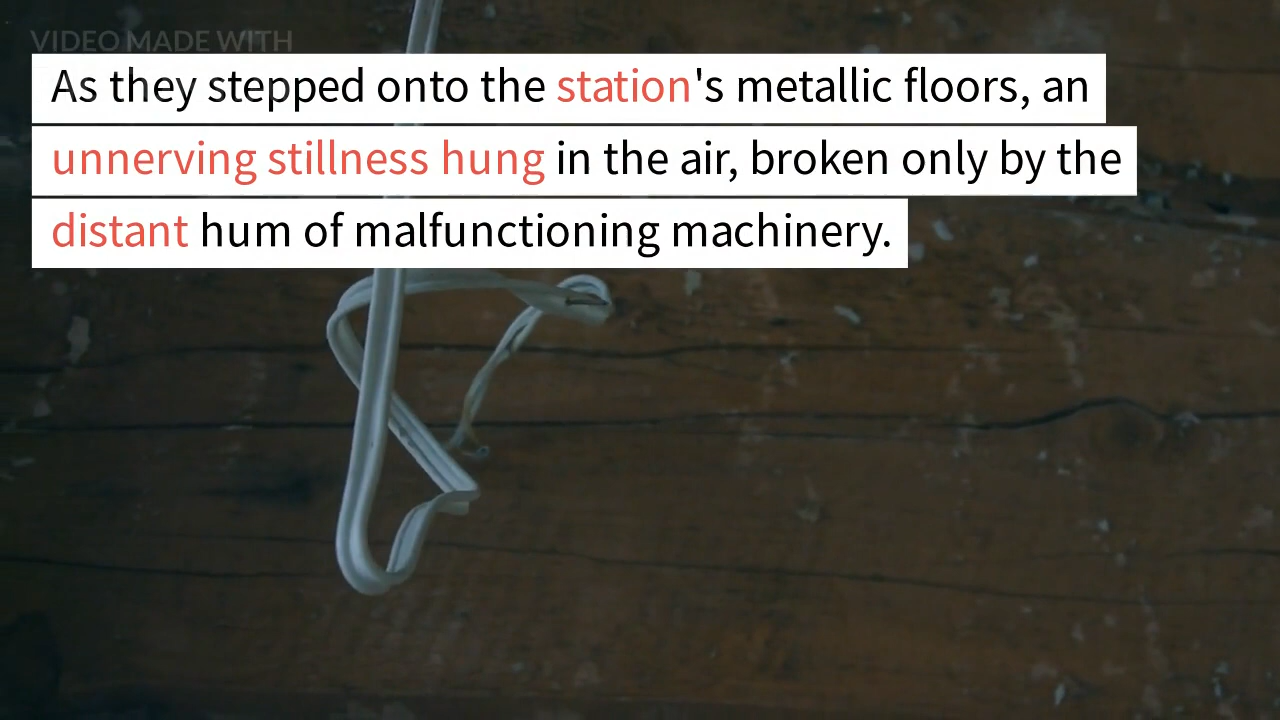 VIDEO MADE WITH
As they stepped onto the station's metallic floors, an
unnerving stillness hung in the air, broken only by the
distant hum of malfunctioning machinery.